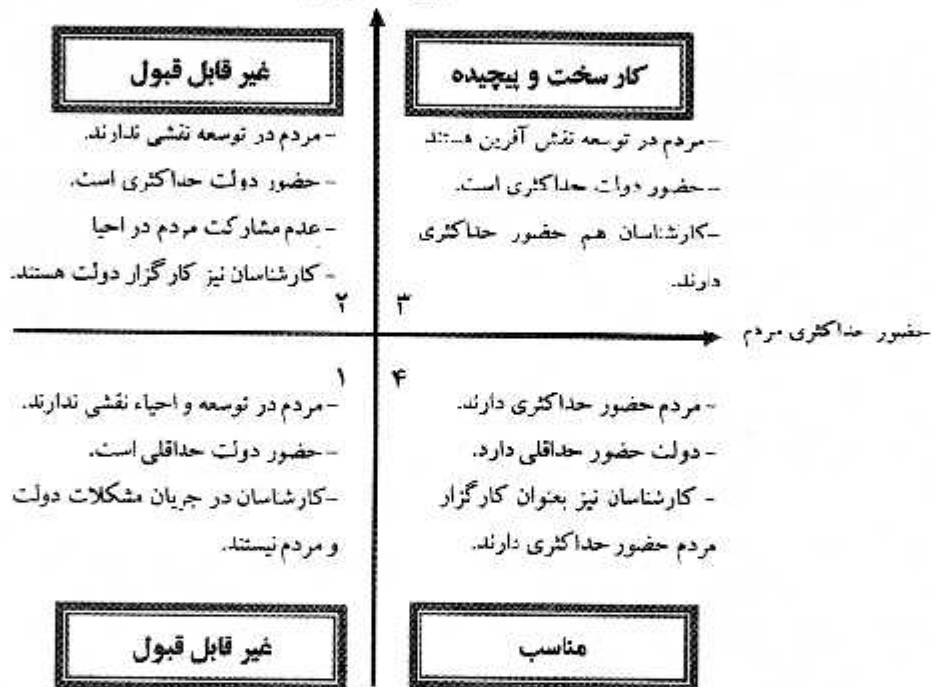 کار سخت و پیچیده
-مردم در توسعه نقش آفرین هستند
-حضور دولت حداکثری است.
-کارشناسان هم حضور حداکثری
دارند.
۳
غیر قابل قبول
-مردم در توسعه نقشی ندارند.
-حضور دولت حداکثری است.
-عدم مشارکت مردم در احیا
-کارشناسان نیز کارگزار دولت هستند.
۲
حضور حداکثری مردم
۴
-مردم حضور حداکثری دارند.
-دولت حضور حداقلی دارد.
-کارشناسان نیز بعنوان کارگزار
مردم حضور حداکثری دارند.
مناسب
۱
-مردم در توسعه و احیاء نقشی ندارند.
-حضور دولت حداقلی است.
-کارشناسان در جریان مشکلات دولت
و مردم نیستند.
غیر قابل قبول